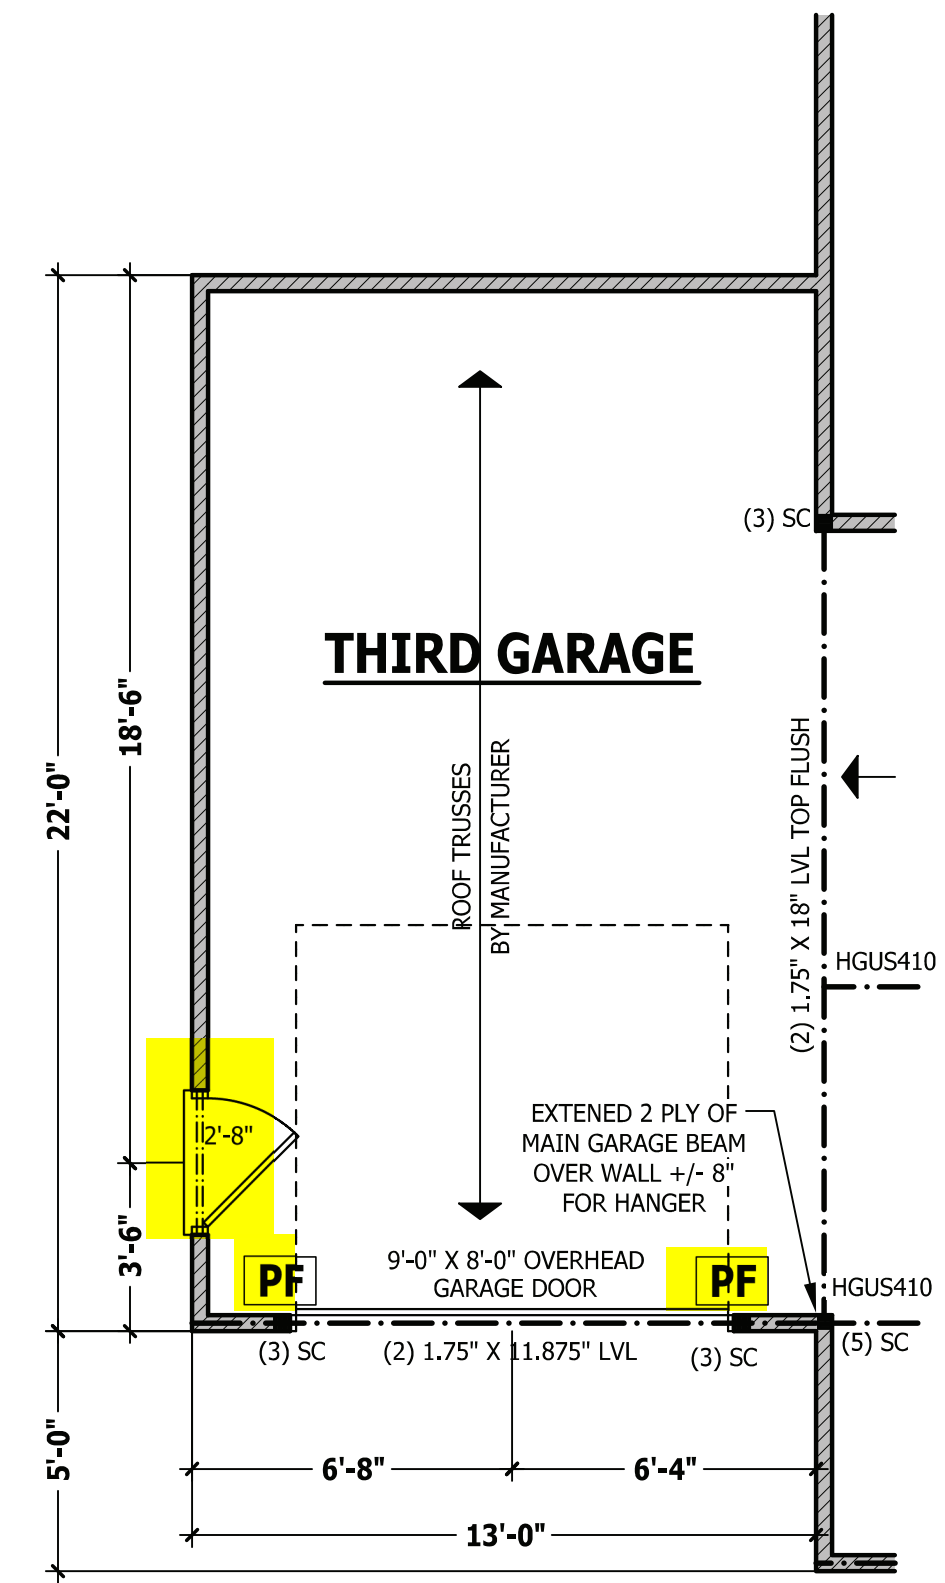 (3) SC
THIRD GARAGE
18'-6"
22'-0"
ROOF TRUSSES
BY MANUFACTURER
(2) 1.75" X 18" LVL TOP FLUSH
HGUS410
2'-8"
EXTENED 2 PLY OF
MAIN GARAGE BEAM
OVER WALL +/- 8"
FOR HANGER
3'-6"
PF
9'-0" X 8'-0" OVERHEAD
GARAGE DOOR
PF
HGUS410
(3) SC
(2) 1.75" X 11.875" LVL
(3) SC
(5) SC
5'-0"
6'-8"
6'-4"
13'-0"